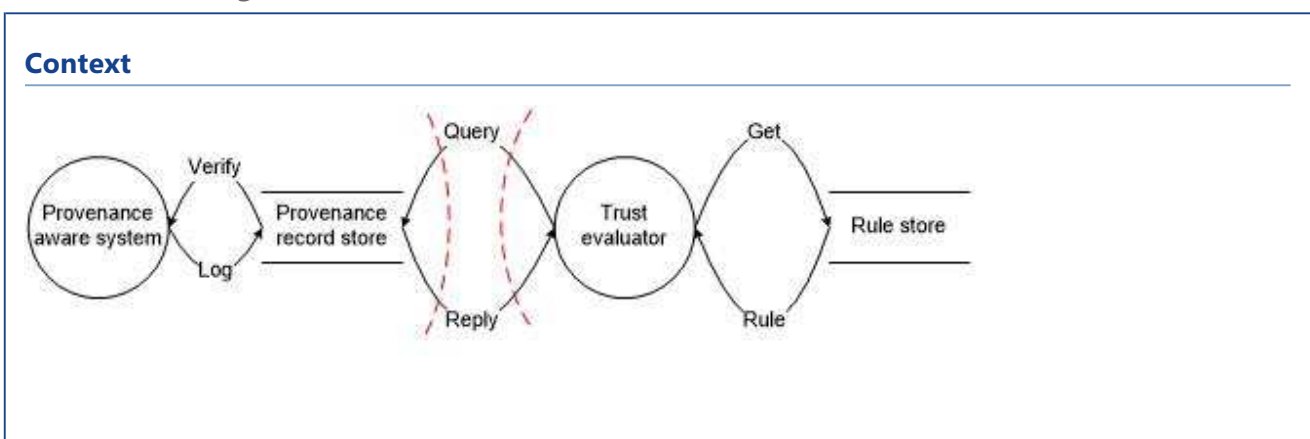 Context
Query
Get
Verify
Provenance
aware system
Provenance
record store
Trust
evaluator
Rule store
Log
Reply
Rule